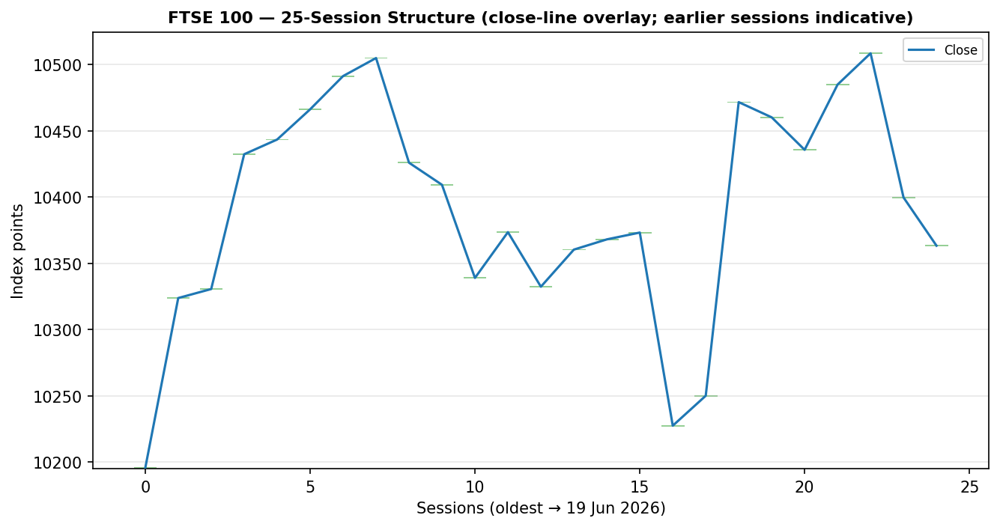 FTSE 100 — 25-Session Structure (close-line overlay; earlier sessions indicative)
Close
Index points
10500
10450
10400
10350
10300
10250
10200
0 5 10 15 20 25
Sessions (oldest → 19 Jun 2026)